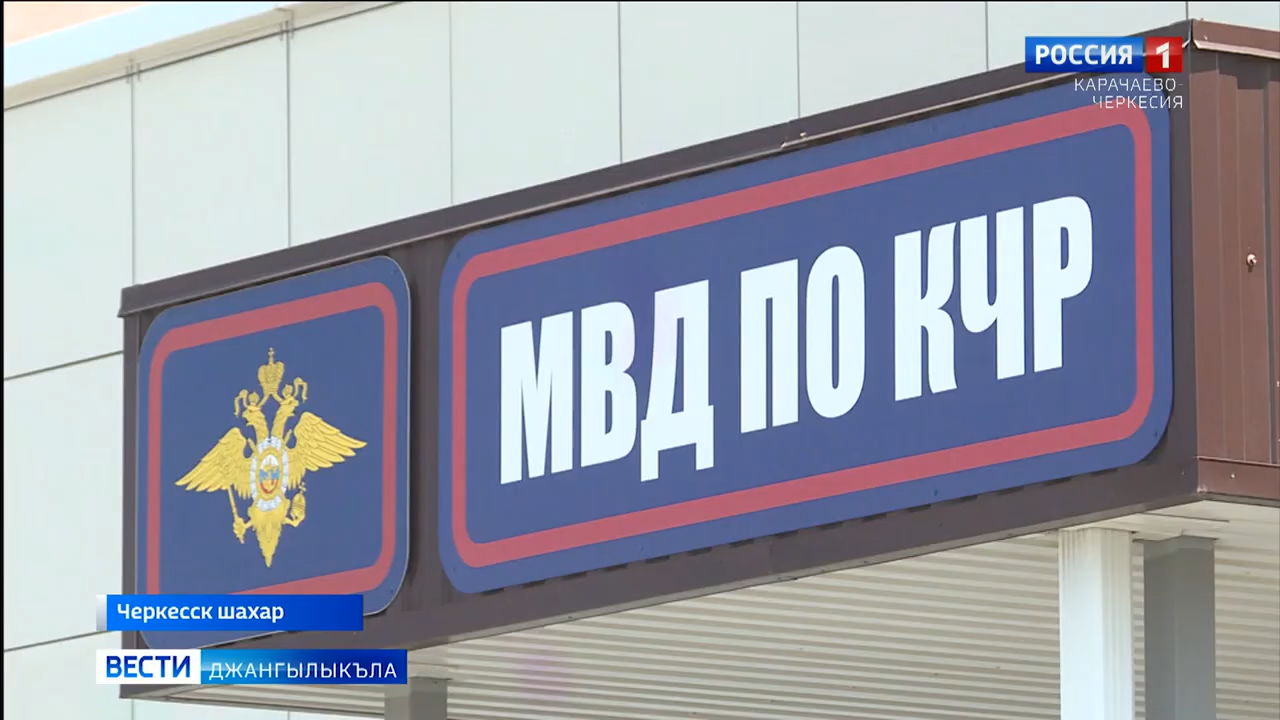 РОССИЯ 1
КАРАЧАЕВО-
ЧЕРКЕСИЯ
МВД ПО КЧР
Черкесск шахар
ВЕСТИ ДЖАНГЫЛЫКЪЛА